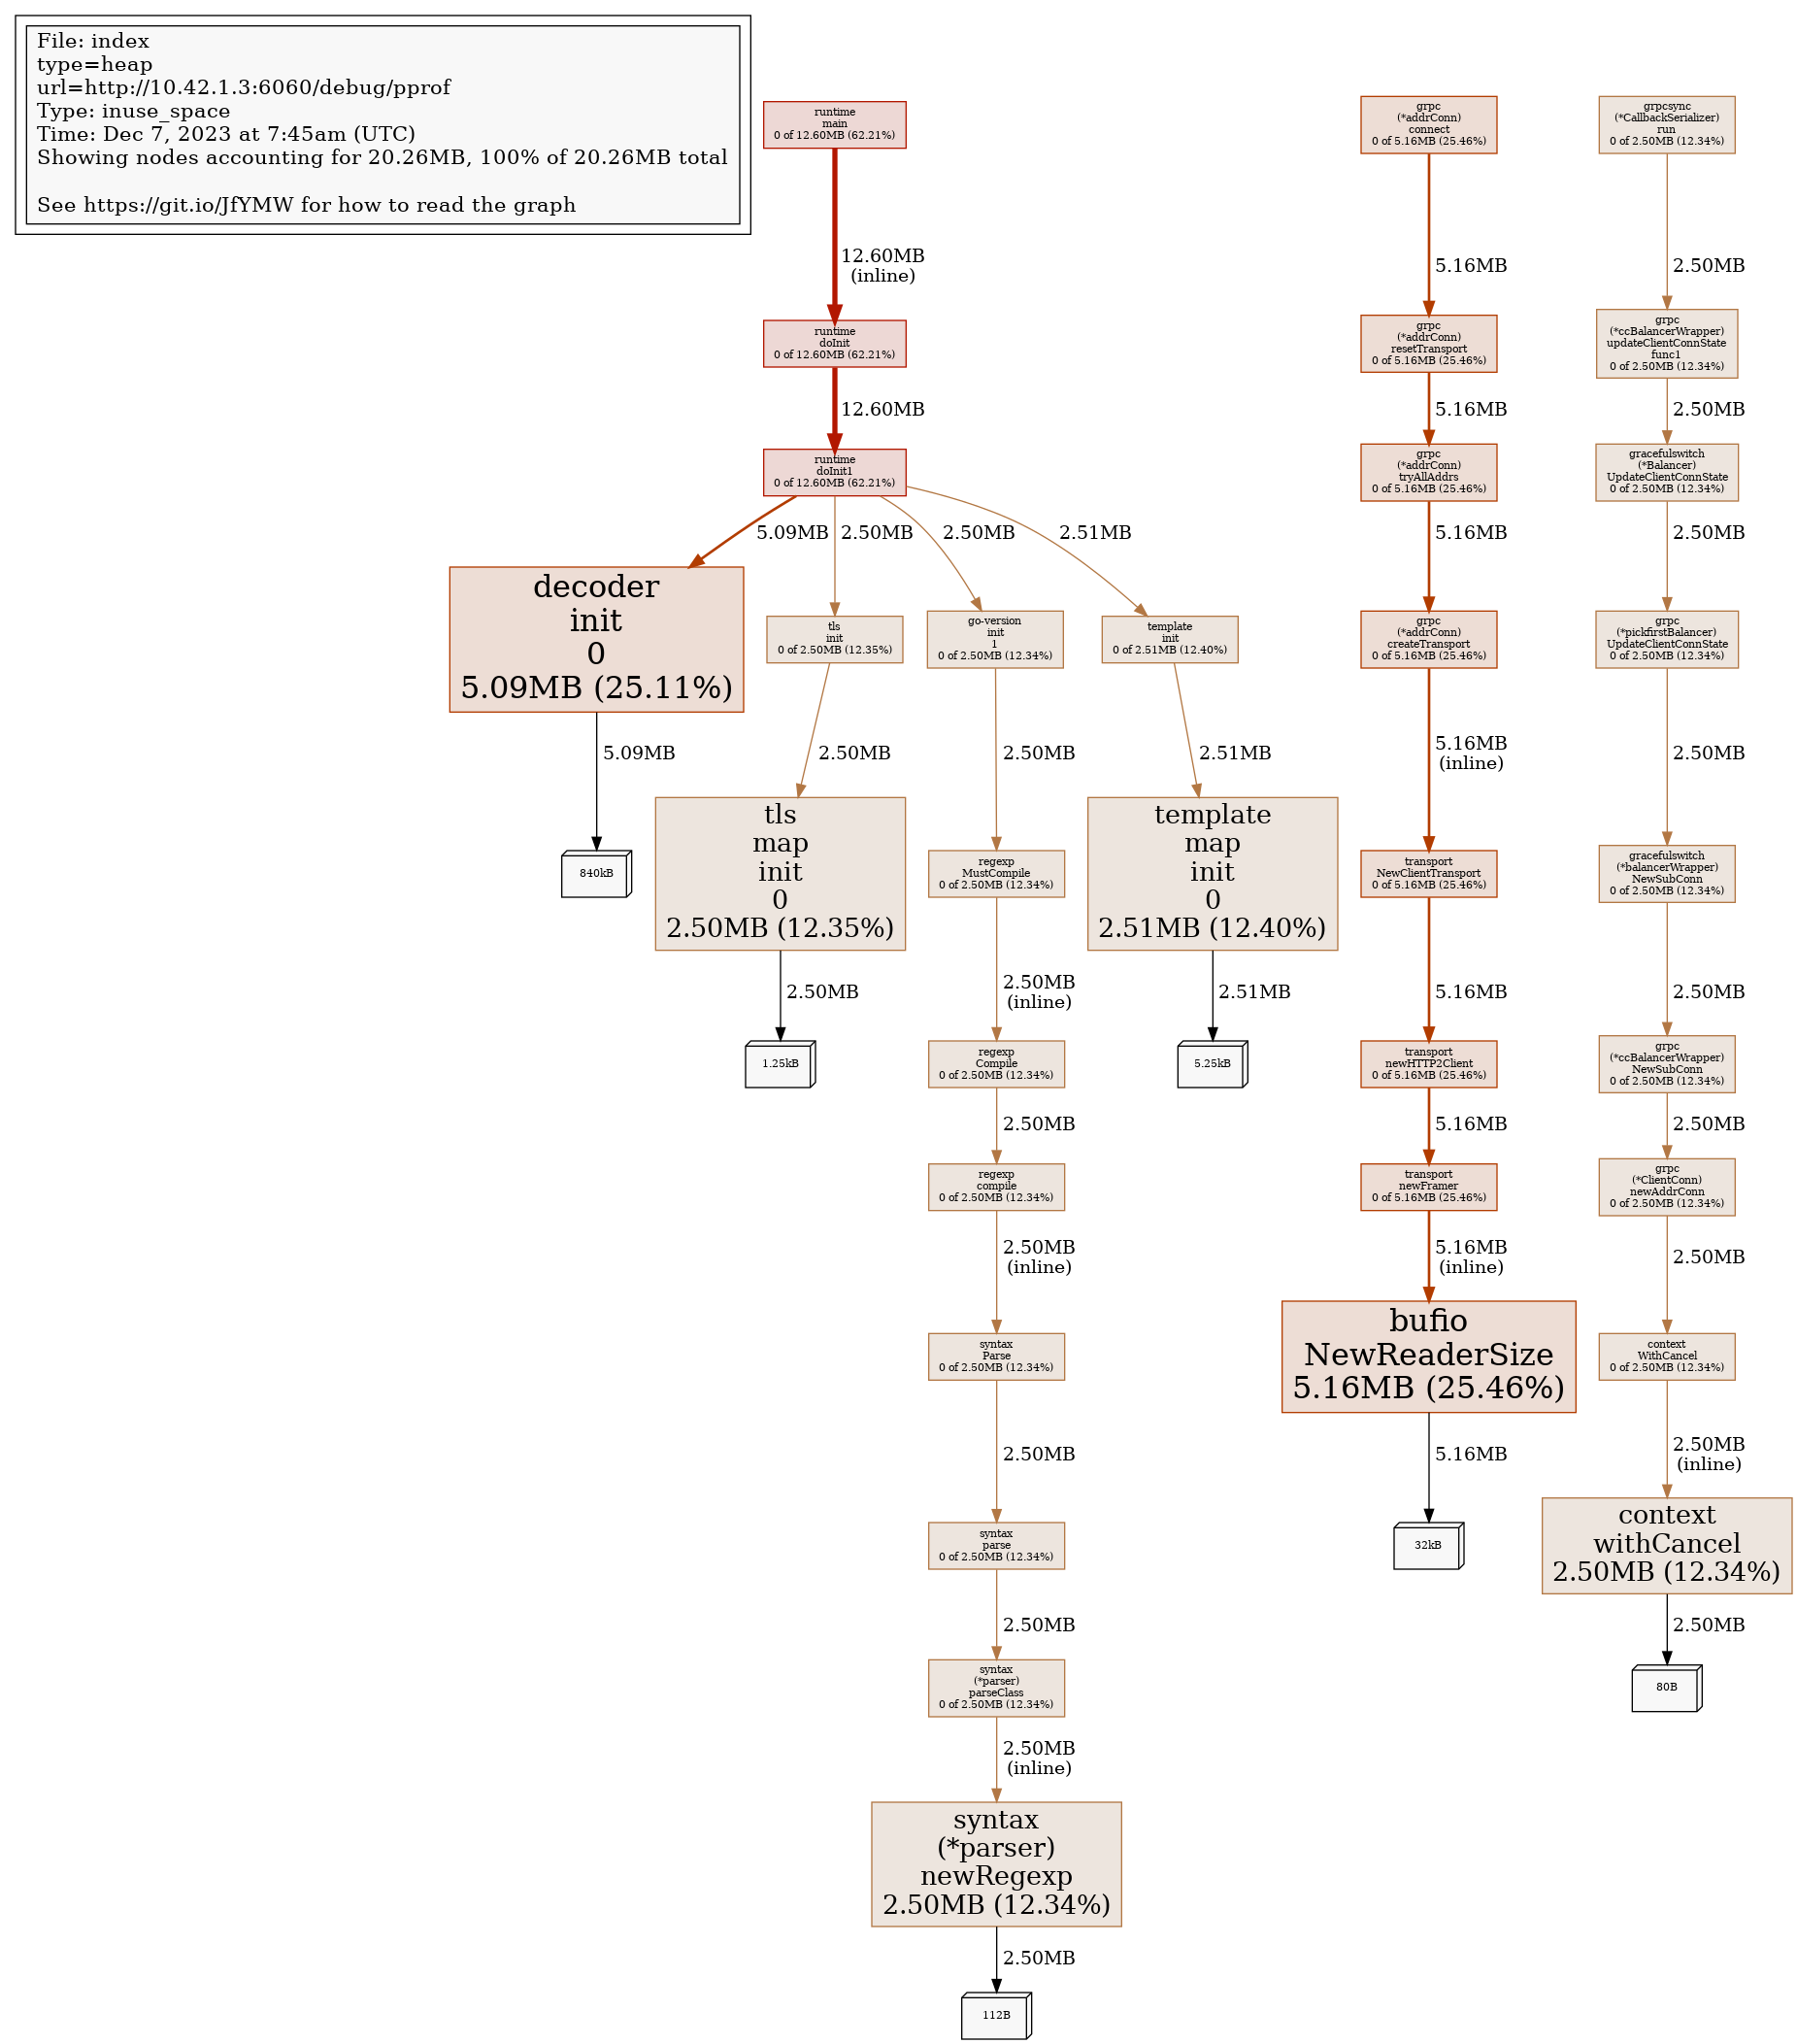 File: index
type=heap
url=http://10.42.1.3:6060/debug/pprof
Type: inuse_space
Time: Dec 7, 2023 at 7:45am (UTC)
Showing nodes accounting for 20.26MB, 100% of 20.26MB total
See https://git.io/JfYMW for how to read the graph
runtime
main
0 of 12.60MB (62.21%)
12.60MB
(inline)
runtime
doInit
0 of 12.60MB (62.21%)
12.60MB
runtime
doInit1
0 of 12.60MB (62.21%)
5.09MB
2.50MB
2.50MB
2.51MB
decoder
init
0
5.09MB (25.11%)
5.09MB
840kB
tls
init
0 of 2.50MB (12.35%)
2.50MB
tls
map
init
0
2.50MB (12.35%)
2.50MB
1.25kB
go-version
init
1
0 of 2.50MB (12.34%)
2.50MB
regexp
MustCompile
0 of 2.50MB (12.34%)
2.50MB
(inline)
regexp
Compile
0 of 2.50MB (12.34%)
2.50MB
regexp
compile
0 of 2.50MB (12.34%)
2.50MB
(inline)
syntax
Parse
0 of 2.50MB (12.34%)
2.50MB
syntax
parse
0 of 2.50MB (12.34%)
2.50MB
syntax
(*parser)
parseClass
0 of 2.50MB (12.34%)
2.50MB
(inline)
syntax
(*parser)
newRegexp
2.50MB (12.34%)
2.50MB
112B
template
init
0 of 2.51MB (12.40%)
2.51MB
template
map
init
0
2.51MB (12.40%)
2.51MB
5.25kB
grpc
(*addrConn)
connect
0 of 5.16MB (25.46%)
5.16MB
grpc
(*addrConn)
resetTransport
0 of 5.16MB (25.46%)
5.16MB
grpc
(*addrConn)
tryAllAddrs
0 of 5.16MB (25.46%)
5.16MB
grpc
(*addrConn)
createTransport
0 of 5.16MB (25.46%)
5.16MB
(inline)
transport
NewClientTransport
0 of 5.16MB (25.46%)
5.16MB
transport
newHTTP2Client
0 of 5.16MB (25.46%)
5.16MB
transport
newFramer
0 of 5.16MB (25.46%)
5.16MB
(inline)
bufio
NewReaderSize
5.16MB (25.46%)
5.16MB
32kB
grpcsync
(*CallbackSerializer)
run
0 of 2.50MB (12.34%)
2.50MB
grpc
(*ccBalancerWrapper)
updateClientConnState
func1
0 of 2.50MB (12.34%)
2.50MB
gracefulswitch
(*Balancer)
UpdateClientConnState
0 of 2.50MB (12.34%)
2.50MB
grpc
(*pickfirstBalancer)
UpdateClientConnState
0 of 2.50MB (12.34%)
2.50MB
gracefulswitch
(*balancerWrapper)
NewSubConn
0 of 2.50MB (12.34%)
2.50MB
grpc
(*ccBalancerWrapper)
NewSubConn
0 of 2.50MB (12.34%)
2.50MB
grpc
(*ClientConn)
newAddrConn
0 of 2.50MB (12.34%)
2.50MB
context
WithCancel
0 of 2.50MB (12.34%)
2.50MB
(inline)
context
withCancel
2.50MB (12.34%)
2.50MB
80B